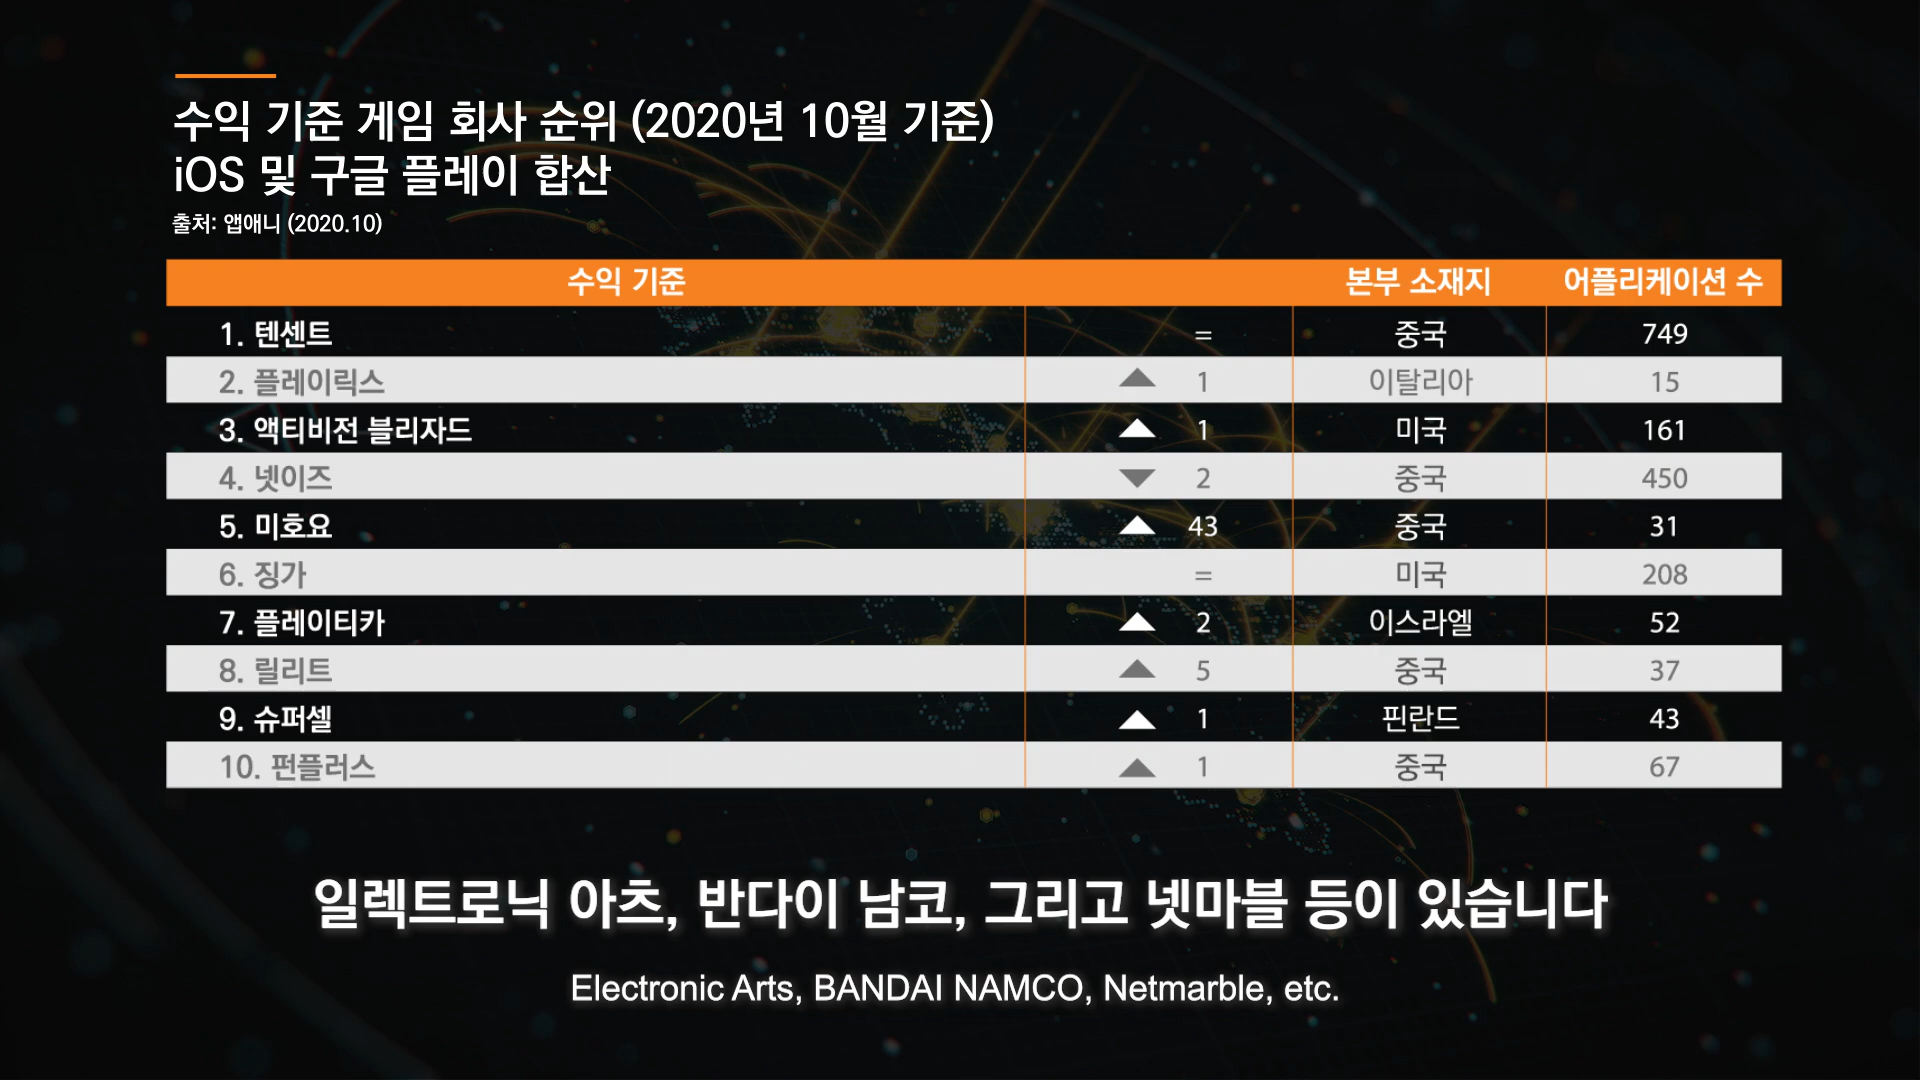 수익 기준 게임 회사 순위 (2020년 10월 기준)
iOS 및 구글 플레이 합산
출처: 앱애니 (2020.10)
수익 기준 본부 소재지 어플리케이션 수
1. 텐센트 = 중국 749
2. 플레이릭스 ▲ 1 이탈리아 15
3. 액티비전 블리자드 ▲ 1 미국 161
4. 넷이즈 ▼ 2 중국 450
5. 미호요 ▲ 43 중국 31
6. 징가 = 미국 208
7. 플레이티카 ▲ 2 이스라엘 52
8. 릴리트 ▲ 5 중국 37
9. 슈퍼셀 ▲ 1 핀란드 43
10. 펀플러스 ▲ 1 중국 67
일렉트로닉 아츠, 반다이 남코, 그리고 넷마블 등이 있습니다
Electronic Arts, BANDAI NAMCO, Netmarble, etc.